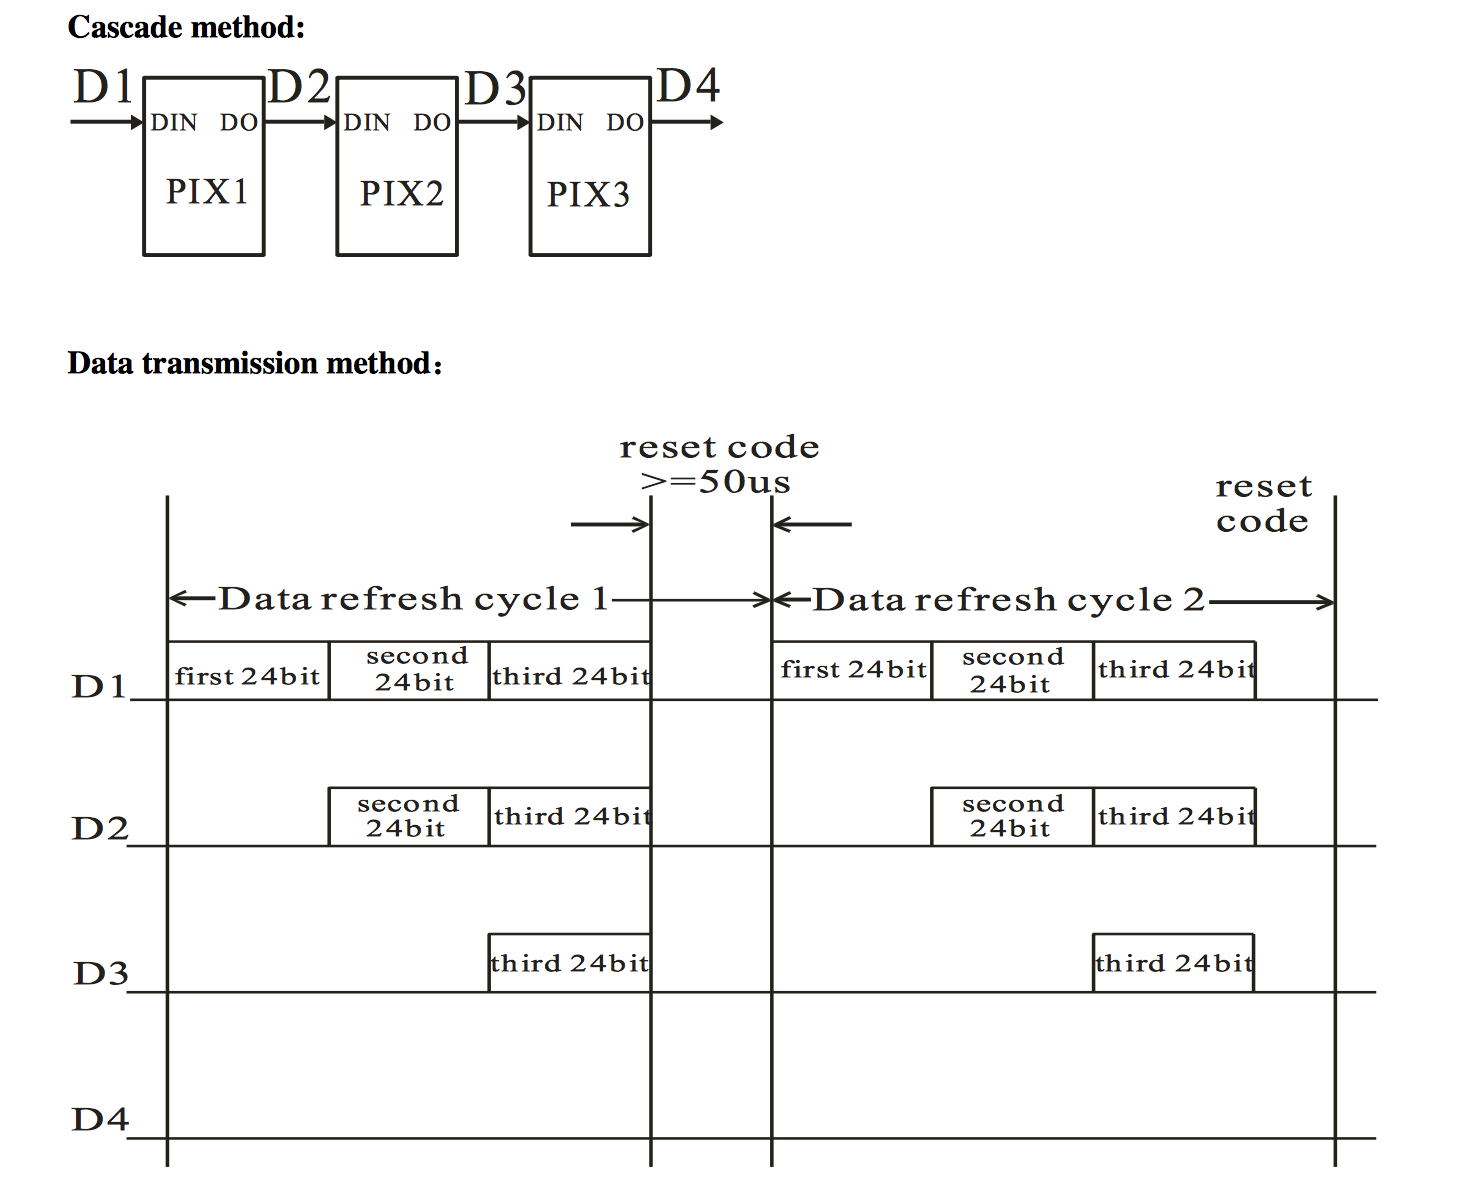 Cascade method:
D1 D2 D3 D4
DIN DO DIN DO DIN DO
PIX1 PIX2 PIX3
Data transmission method：
reset code
>=50us
reset
code
Data refresh cycle 1 Data refresh cycle 2
D1 first 24bit second 24bit third 24bit first 24bit second 24bit third 24bit
D2 second 24bit third 24bit second 24bit third 24bit
D3 third 24bit third 24bit
D4